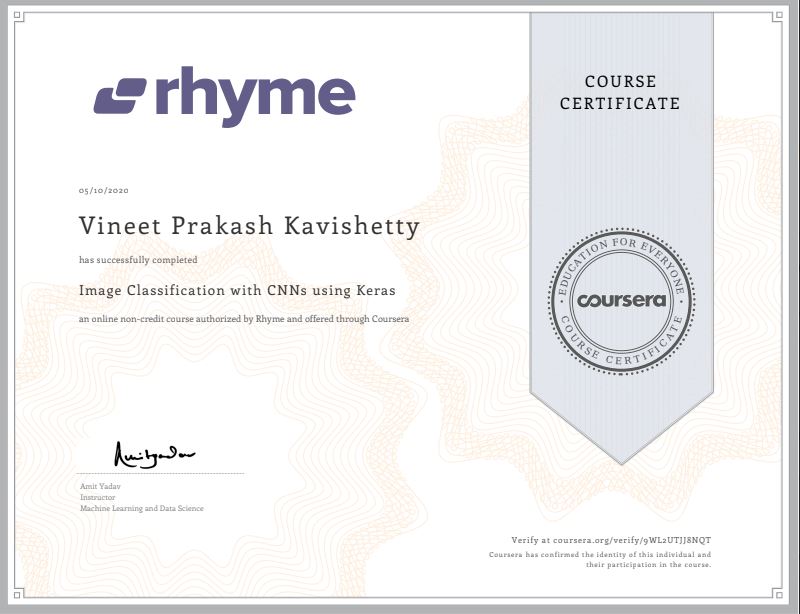 rhyme
COURSE
CERTIFICATE
05/10/2020
Vineet Prakash Kavishetty
has successfully completed
Image Classification with CNNs using Keras
an online non-credit course authorized by Rhyme and offered through Coursera
EDUCATION FOR EVERYONE
coursera
COURSE CERTIFICATE
Amit Yadav
Amit Yadav
Instructor
Machine Learning and Data Science
Verify at coursera.org/verify/9WL2UTJJ8NQT
Coursera has confirmed the identity of this individual and
their participation in the course.